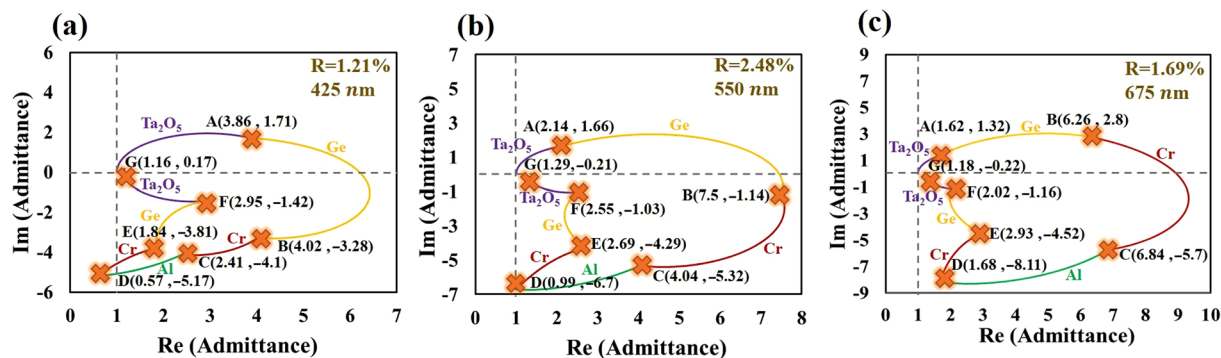 (a)
6
4
2
0
-2
-4
-6
0 1 2 3 4 5 6 7
Im (Admittance)
Re (Admittance)
R=1.21%
425 nm
Ta₂O₅
A(3.86 , 1.71)
Ge
G(1.16 , 0.17)
Ta₂O₅
F(2.95 , −1.42)
Ge
E(1.84 , −3.81)
Cr
B(4.02 , −3.28)
Cr
C(2.41 , −4.1)
Al
D(0.57 , −5.17)
(b)
7
5
3
1
-1
-3
-5
-7
0 1 2 3 4 5 6 7 8
Im (Admittance)
Re (Admittance)
R=2.48%
550 nm
A(2.14 , 1.66)
Ge
Ta₂O₅
G(1.29,−0.21)
Ta₂O₅
B(7.5 , −1.14)
F(2.55 , −1.03)
Ge
E(2.69 , −4.29)
Cr
Cr
C(4.04 , −5.32)
D(0.99 , −6.7)
Al
(c)
9
7
5
3
1
-1
-3
-5
-7
-9
0 1 2 3 4 5 6 7 8 9 10
Im (Admittance)
Re (Admittance)
R=1.69%
675 nm
A(1.62 , 1.32)
Ge
B(6.26 , 2.8)
Ta₂O₅
Cr
G(1.18 , −0.22)
Ta₂O₅
F(2.02 , −1.16)
Ge
E(2.93 , −4.52)
Cr
C(6.84 , −5.7)
D(1.68 , −8.11)
Al